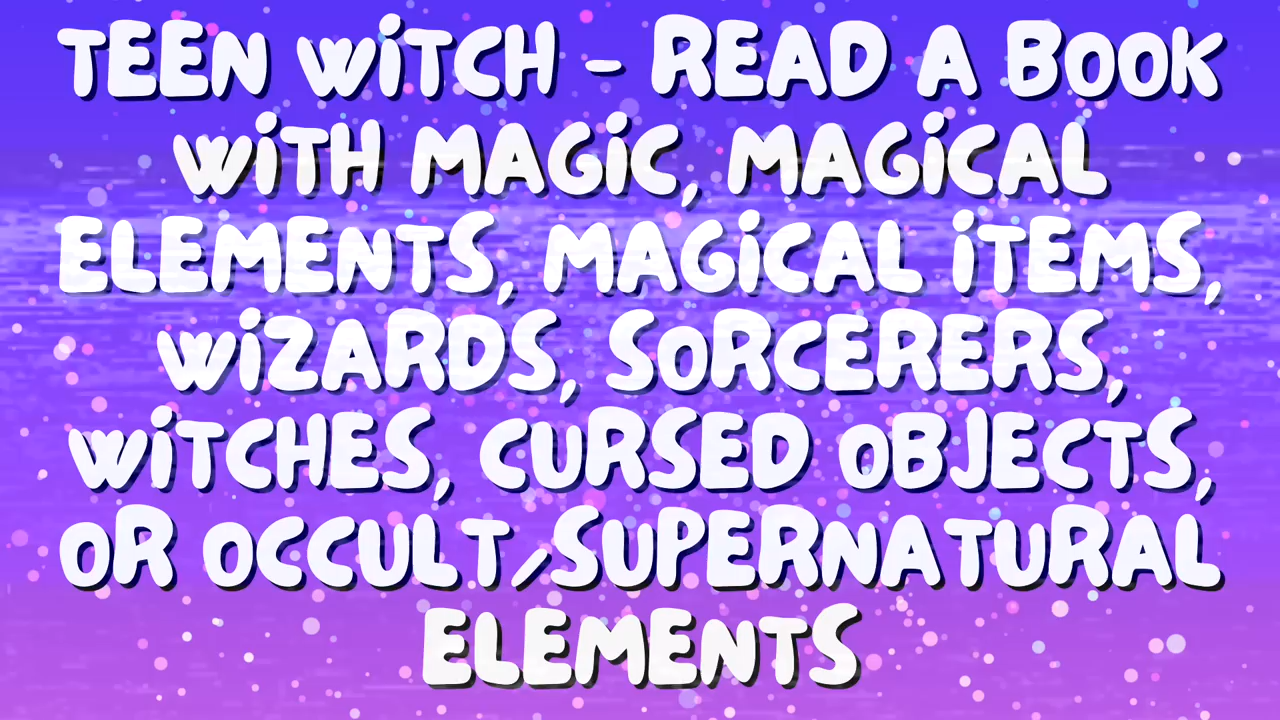 TEEN WITCH - READ A BOOK
WITH MAGIC, MAGICAL
ELEMENTS, MAGICAL ITEMS,
WIZARDS, SORCERERS,
WITCHES, CURSED OBJECTS,
OR OCCULT/SUPERNATURAL
ELEMENTS